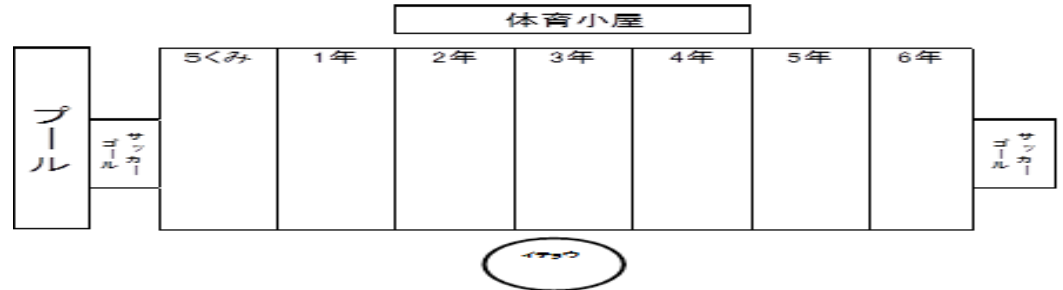 体育小屋
5くみ 1年 2年 3年 4年 5年 6年
プール
サッカー
ゴール
サッカー
ゴール
イチョウ